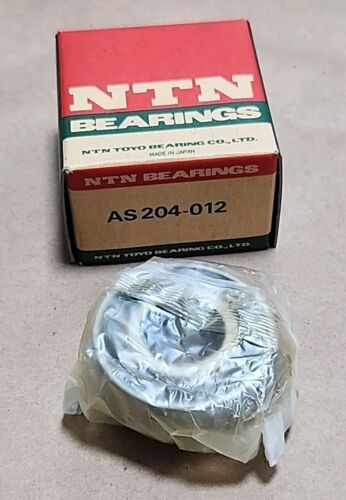 NTN
BEARINGS
NTN TOYO BEARING CO., LTD.
MADE IN JAPAN
NTN BEARINGS
AS 204-012
NTN TOYO BEARING CO., LTD.